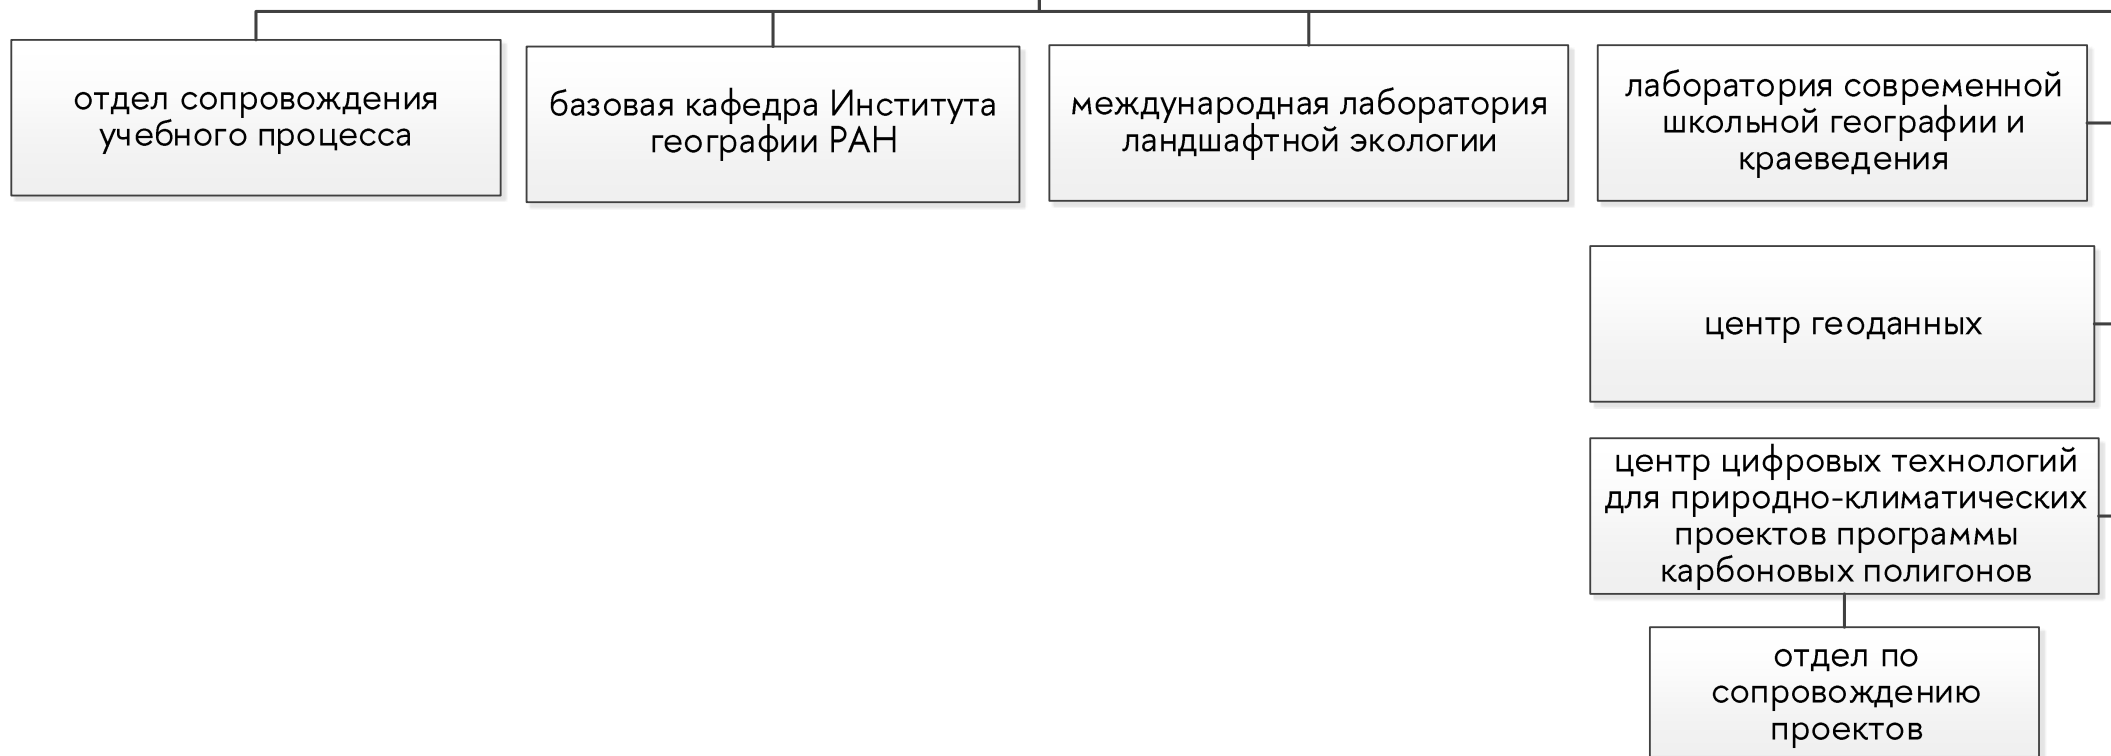 отдел сопровождения
учебного процесса
базовая кафедра Института
географии РАН
международная лаборатория
ландшафтной экологии
лаборатория современной
школьной географии и
краеведения
центр геоданных
центр цифровых технологий
для природно-климатических
проектов программы
карбоновых полигонов
отдел по
сопровождению
проектов